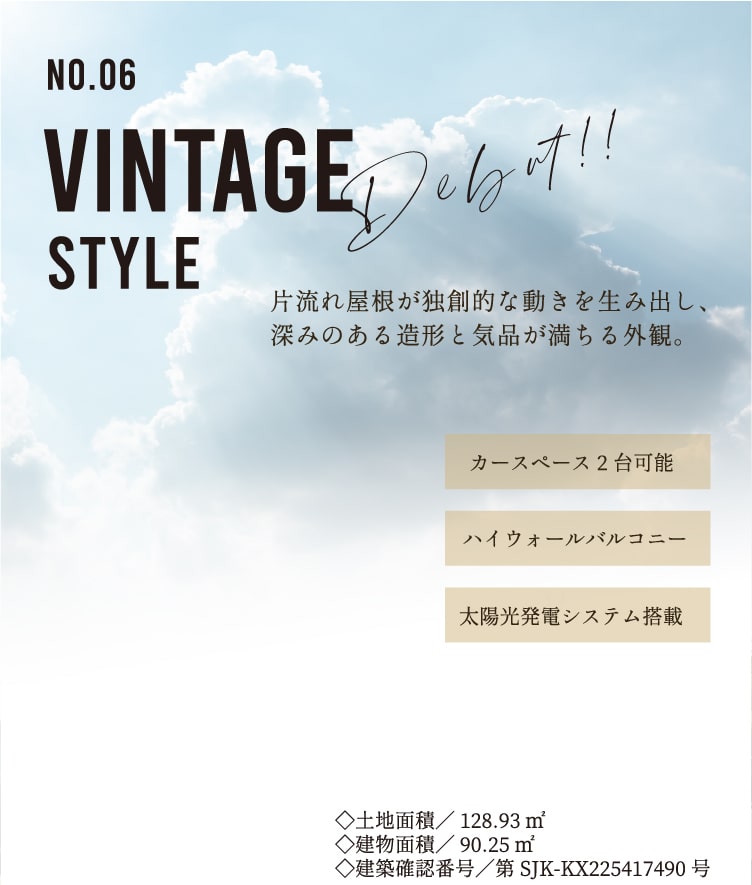 NO.06
VINTAGE
Debut!!
STYLE
片流れ屋根が独創的な動きを生み出し、
深みのある造形と気品が満ちる外観。
カースペース2台可能
ハイウォールバルコニー
太陽光発電システム搭載
◇土地面積／128.93㎡
◇建物面積／90.25㎡
◇建築確認番号／第SJK-KX225417490号